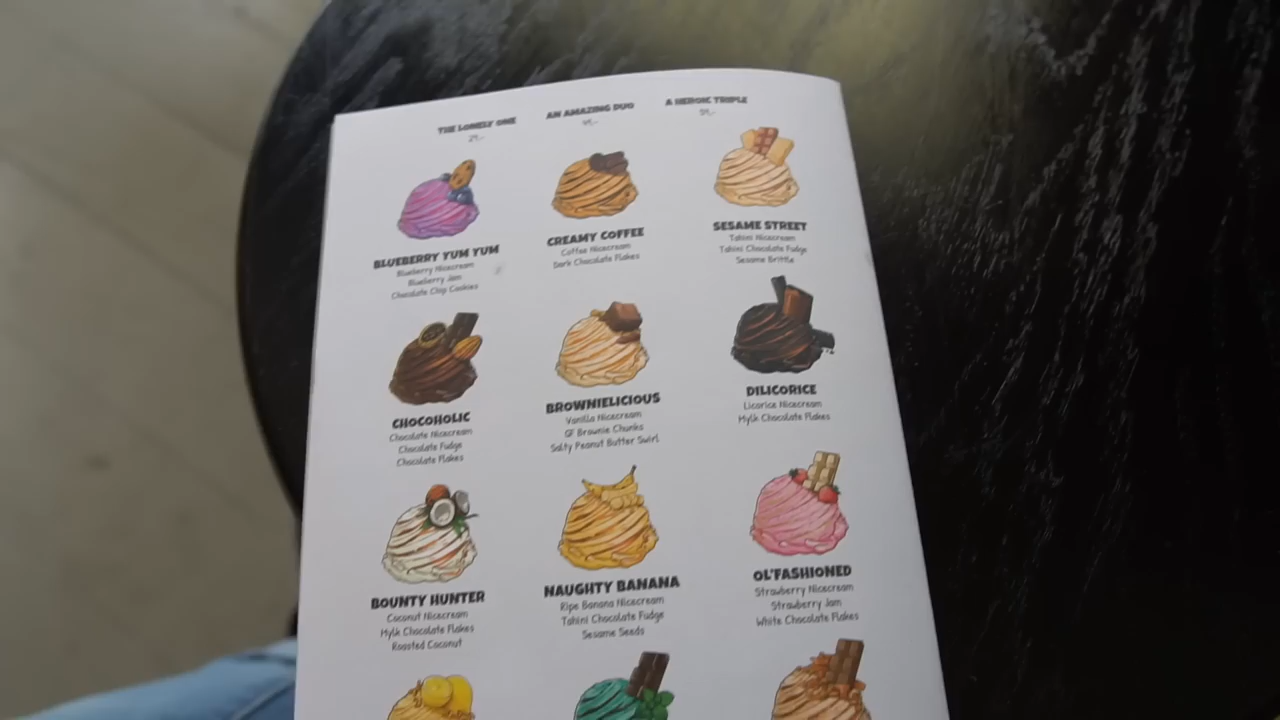 THE LONELY ONE
AN AMAZING DUO
A HEROIC TRIPLE
BLUEBERRY YUM YUM
Blueberry Nicecream
Blueberry Jam
Chocolate Chip Cookies
CREAMY COFFEE
Coffee Nicecream
Dark Chocolate Flakes
SESAME STREET
Tahini Nicecream
Tahini Chocolate Fudge
Sesame Brittle
CHOCOHOLIC
Chocolate Nicecream
Chocolate Fudge
Chocolate Flakes
BROWNIELICIOUS
Vanilla Nicecream
GF Brownie Chunks
Salty Peanut Butter Swirl
DILICORICE
Licorice Nicecream
Mylk Chocolate Flakes
BOUNTY HUNTER
Coconut Nicecream
Mylk Chocolate Flakes
Roasted Coconut
NAUGHTY BANANA
Ripe Banana Nicecream
Tahini Chocolate Fudge
Sesame Seeds
OL'FASHIONED
Strawberry Nicecream
Strawberry Jam
White Chocolate Flakes